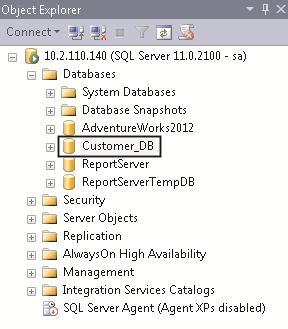 Object Explorer
Connect
10.2.110.140 (SQL Server 11.0.2100 - sa)
Databases
System Databases
Database Snapshots
AdventureWorks2012
Customer_DB
ReportServer
ReportServerTempDB
Security
Server Objects
Replication
AlwaysOn High Availability
Management
Integration Services Catalogs
SQL Server Agent (Agent XPs disabled)